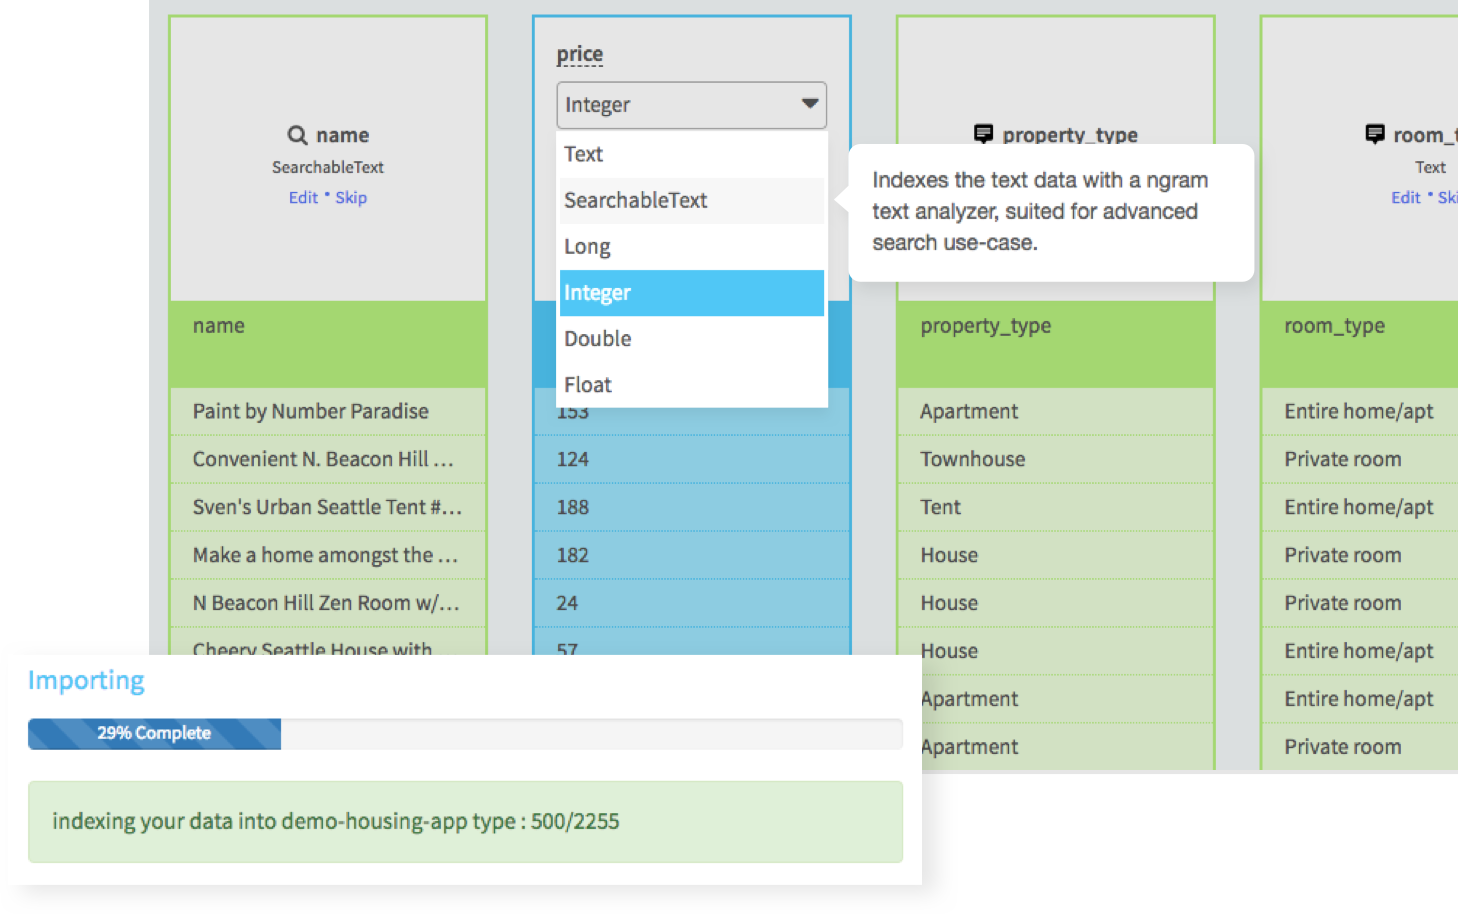 name
SearchableText
Edit * Skip
name
Paint by Number Paradise
Convenient N. Beacon Hill ...
Sven's Urban Seattle Tent #...
Make a home amongst the ...
N Beacon Hill Zen Room w/...
Cheery Seattle House with
price
Integer
Text
SearchableText
Long
Integer
Double
Float
153
124
188
182
24
57
property_type
Indexes the text data with a ngram
text analyzer, suited for advanced
search use-case.
property_type
Apartment
Townhouse
Tent
House
House
House
Apartment
Apartment
room_t
Text
Edit * Ski
room_type
Entire home/apt
Private room
Entire home/apt
Private room
Private room
Entire home/apt
Entire home/apt
Private room
Importing
29% Complete
indexing your data into demo-housing-app type : 500/2255